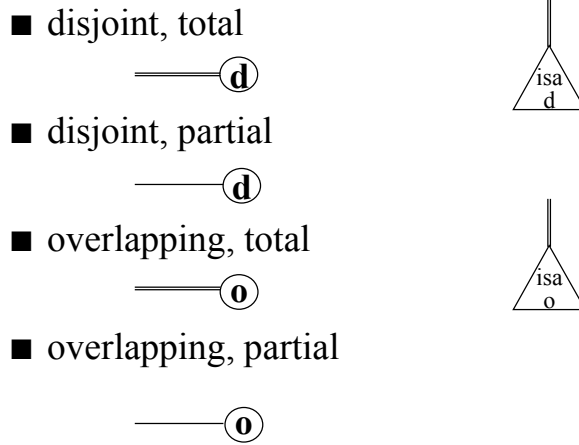 ■ disjoint, total
d
isa
d
■ disjoint, partial
d
■ overlapping, total
o
isa
o
■ overlapping, partial
o